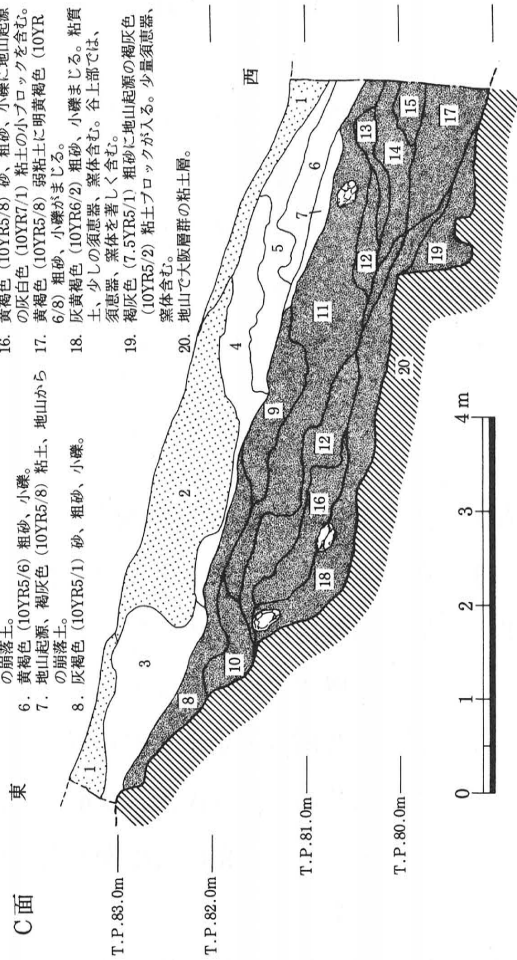 C面
東
西
の崩落土。
6. 黄褐色 (10YR5/6) 粗砂、小礫。
7. 地山起源、褐灰色 (10YR5/8) 粘土、地山から
の崩落土。
8. 灰褐色 (10YR5/1) 砂、粗砂、小礫。
16. 黄褐色 (10YR5/8) 砂、粗砂、小礫に地山起源
の灰白色 (10YR7/1) 粘土の小ブロックを含む。
17. 黄褐色 (10YR5/8) 弱粘土に明黄褐色 (10YR
6/8) 粗砂、小礫がまじる。
18. 灰黄褐色 (10YR6/2) 粗砂、小礫まじる。粘質
土、少しの須恵器、窯体含む。谷上部では、
須恵器、窯体を著しく含む。
19. 褐灰色 (7.5YR5/1) 粗砂に地山起源の褐灰色
(10YR5/2) 粘土ブロックが入る。少量須恵器、
窯体含む。
20. 地山で大阪層群の粘土層。
T.P.83.0m
T.P.82.0m
T.P.81.0m
T.P.80.0m
1
1
2
3
4
5
6
7
8
9
10
11
12
12
13
14
15
16
17
18
19
20
0 1 2 3 4 m